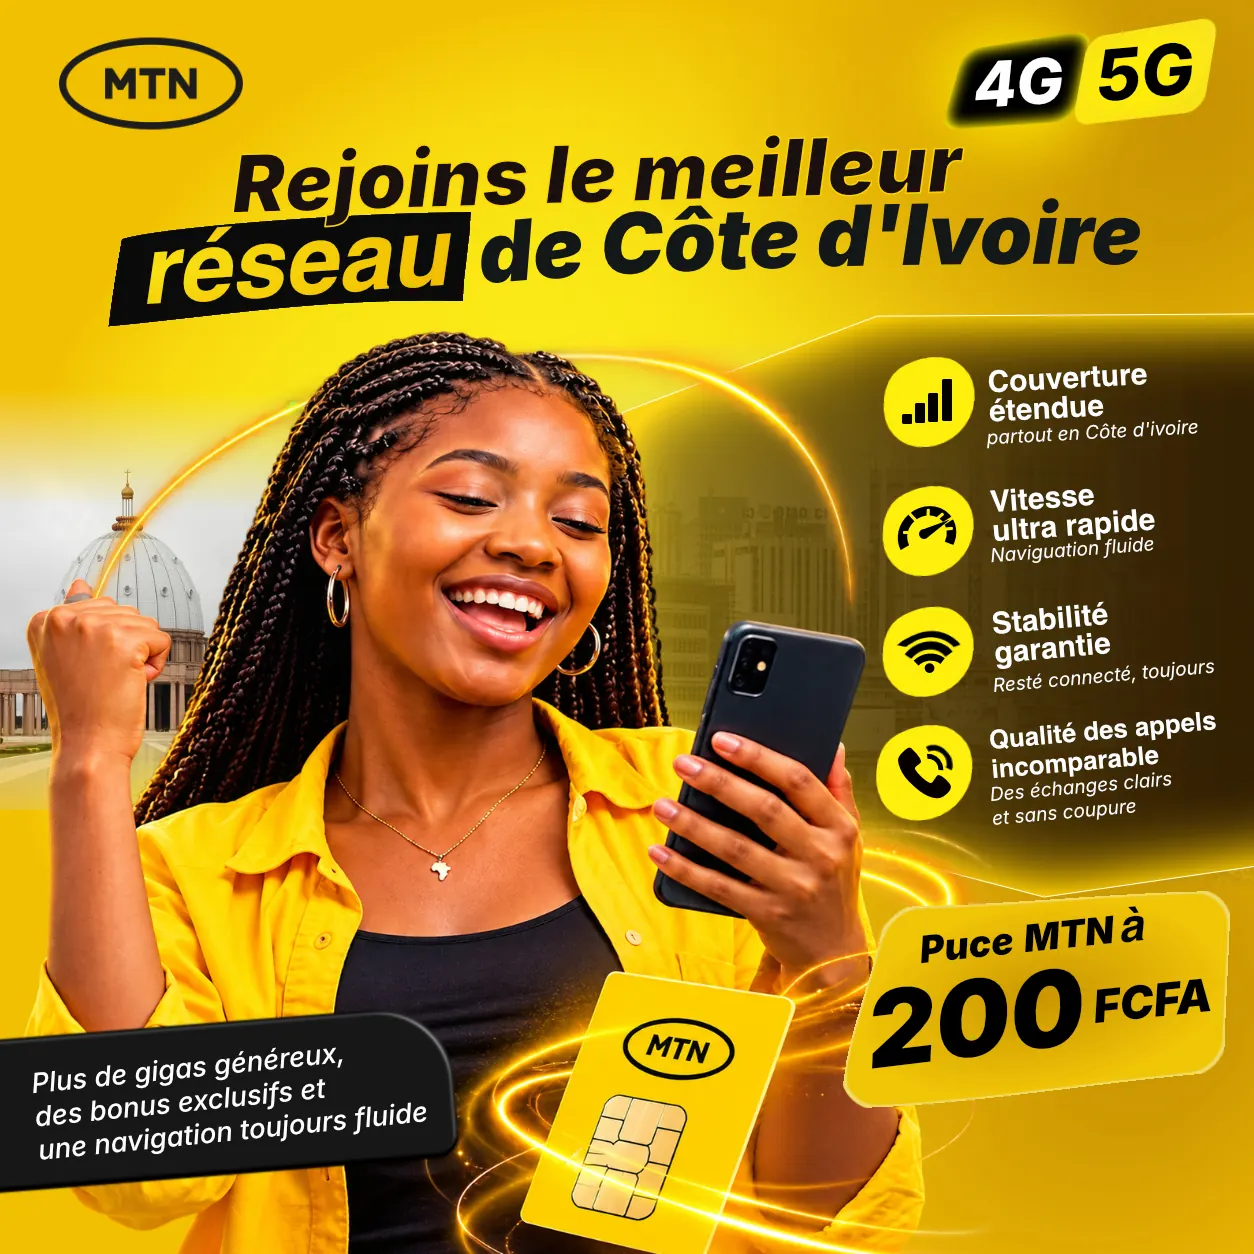 MTN
4G 5G
Rejoins le meilleur
réseau de Côte d'Ivoire
Couverture
étendue
partout en Côte d'ivoire
Vitesse
ultra rapide
Naviguation fluide
Stabilité
garantie
Resté connecté, toujours
Qualité des appels
incomparable
Des échanges clairs
et sans coupure
Puce MTN à
200 FCFA
MTN
Plus de gigas généreux,
des bonus exclusifs et
une navigation toujours fluide